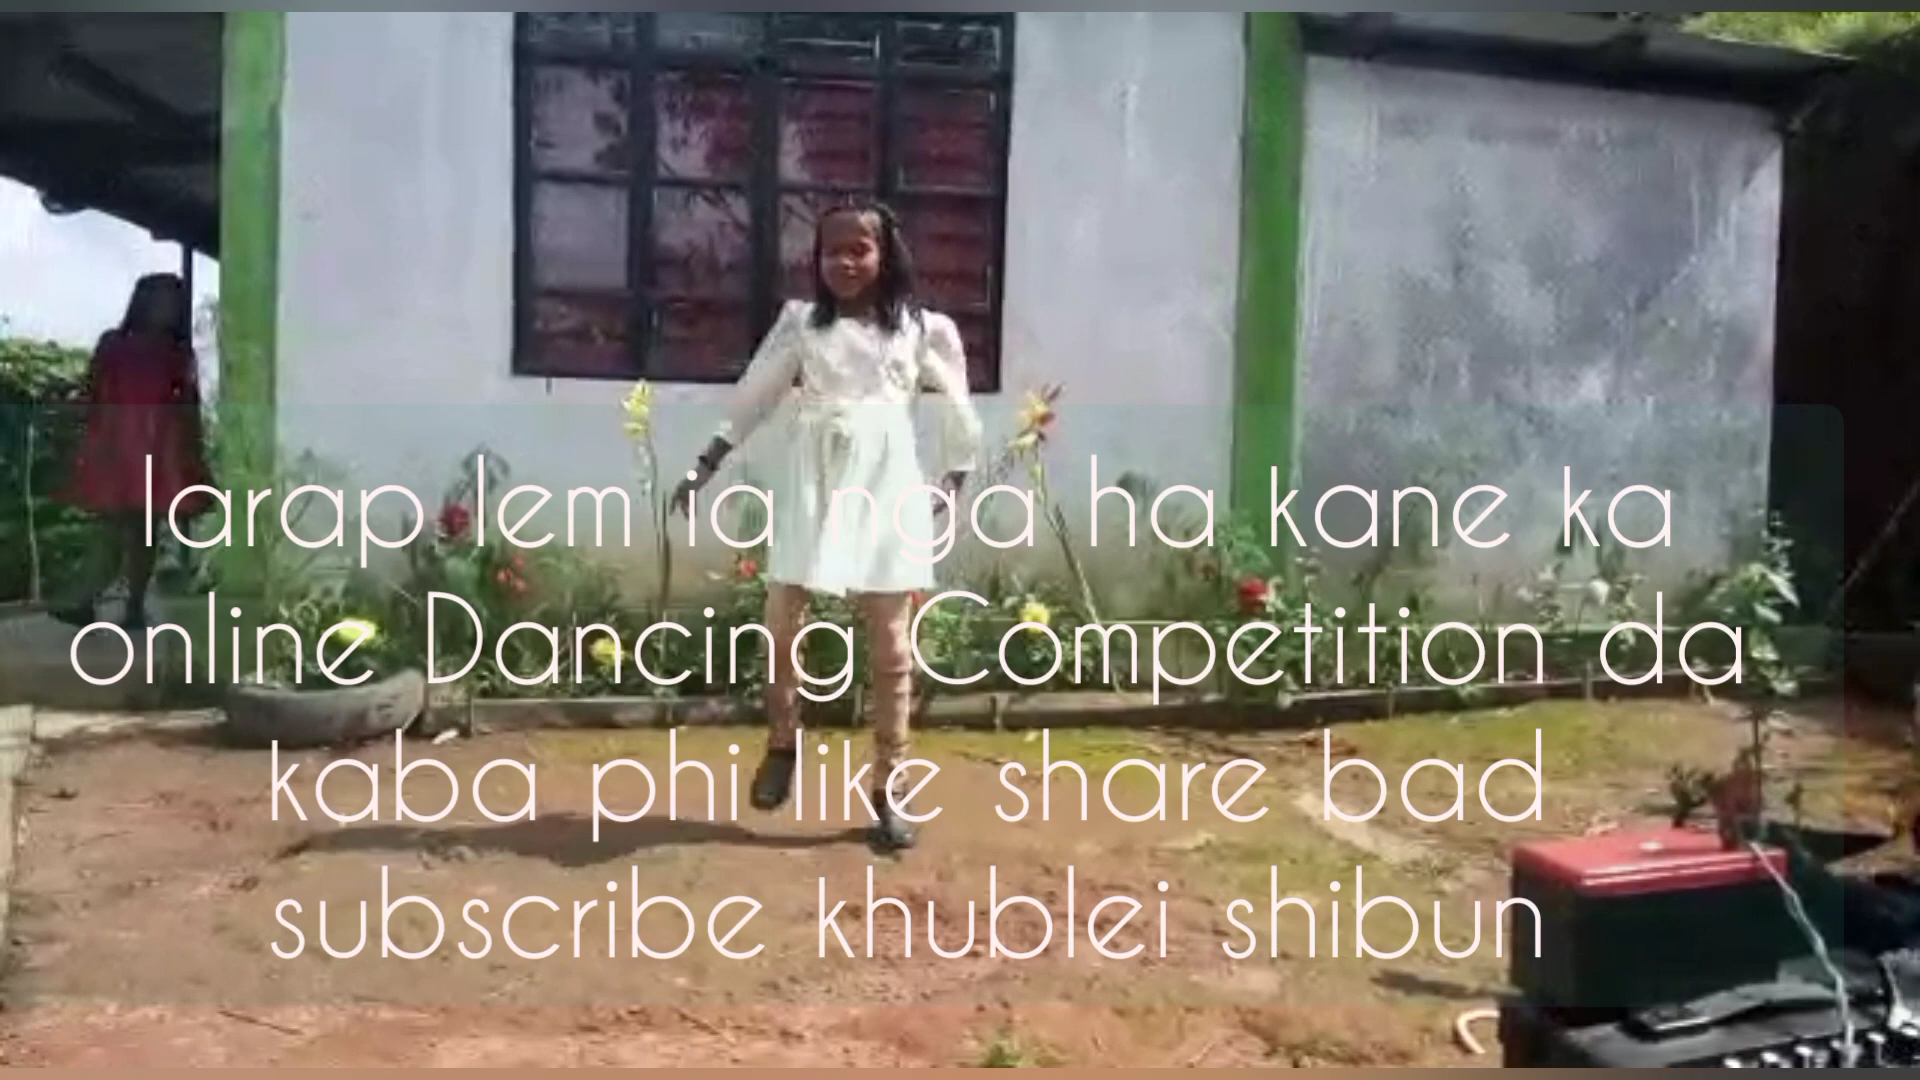 Iarap lem ia nga ha kane ka
online Dancing Competition da
kaba phi like share bad
subscribe khublei shibun